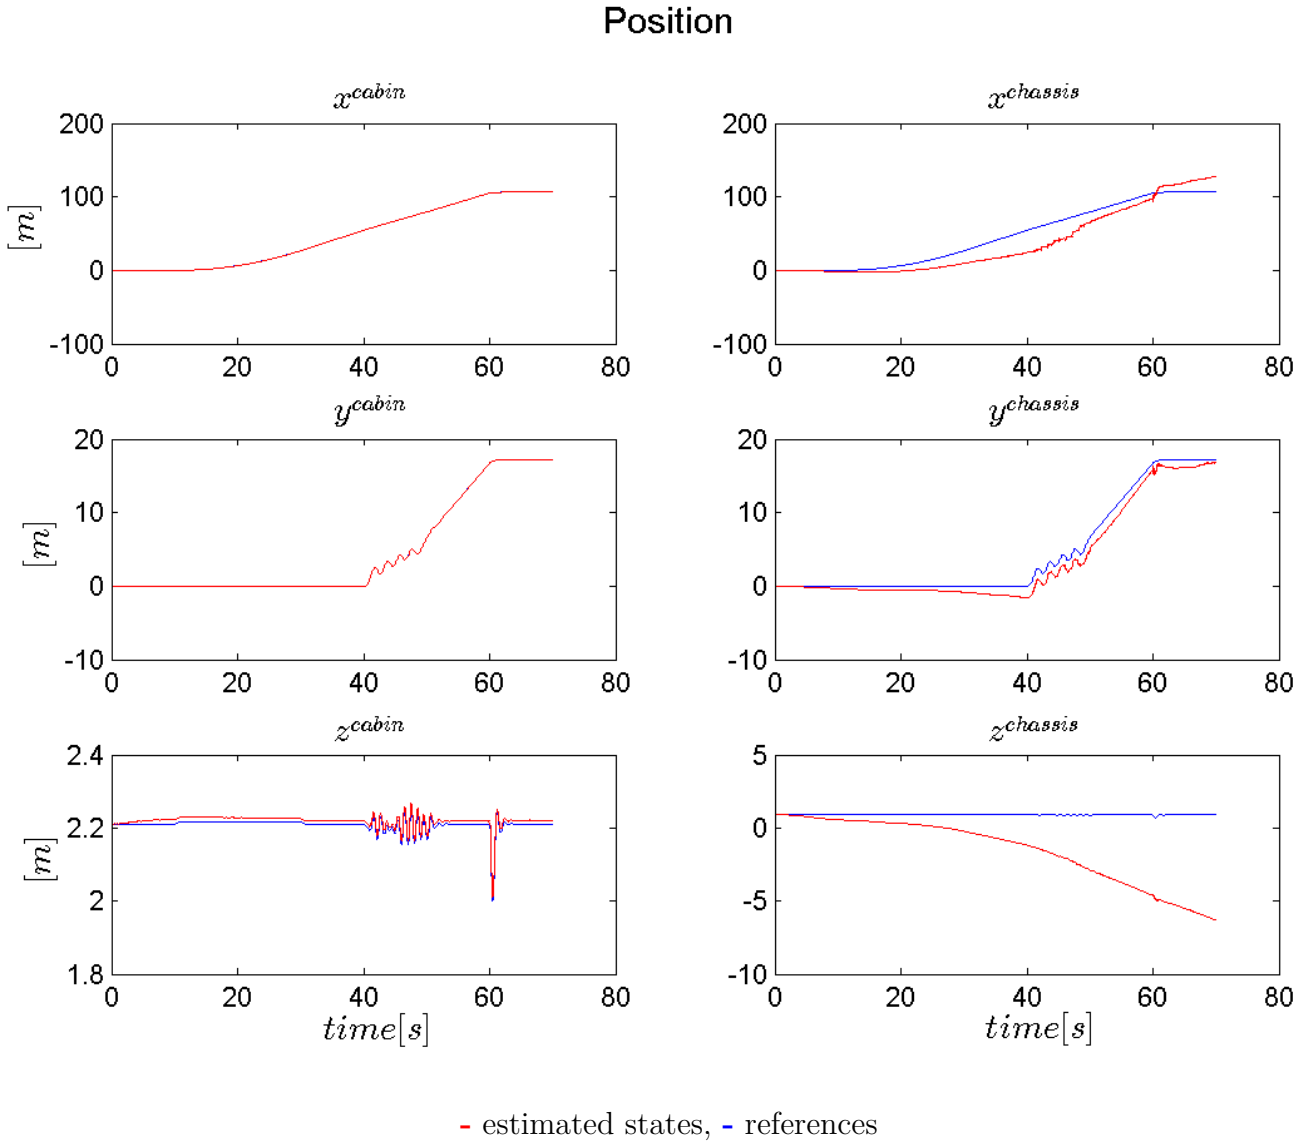 Position
x^{cabin} x^{chassis}
200 200
100 100
[m]
0 0
-100 -100
0 20 40 60 80 0 20 40 60 80
y^{cabin} y^{chassis}
20 20
10 10
[m]
0 0
-10 -10
0 20 40 60 80 0 20 40 60 80
z^{cabin} z^{chassis}
2.4 5
2.2 0
[m]
2 -5
1.8 -10
0 20 40 60 80 0 20 40 60 80
time[s] time[s]
- estimated states, - references